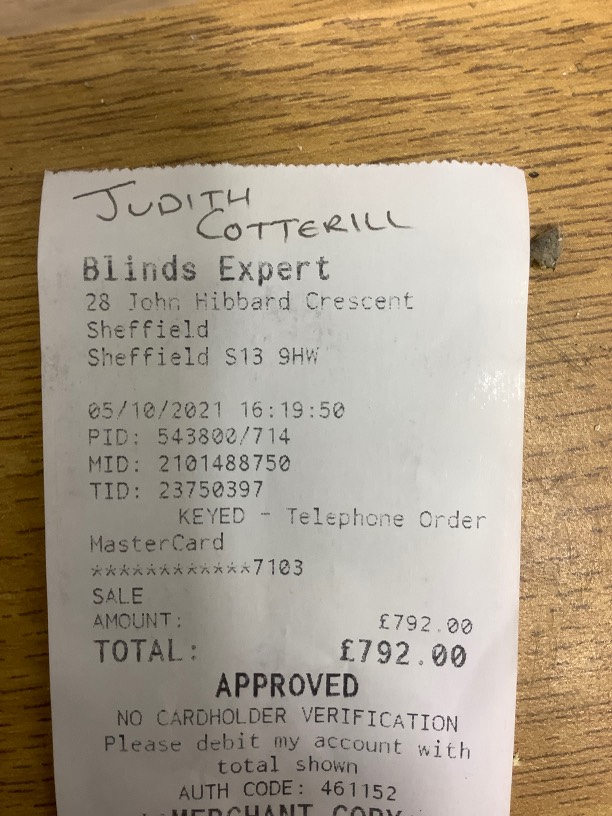 JUDITH
COTTERILL
Blinds Expert
28 John Hibbard Crescent
Sheffield
Sheffield S13 9HW
05/10/2021 16:19:50
PID: 543800/714
MID: 2101488750
TID: 23750397
KEYED - Telephone Order
MasterCard
************7103
SALE
AMOUNT: £792.00
TOTAL: £792.00
APPROVED
NO CARDHOLDER VERIFICATION
Please debit my account with
total shown
AUTH CODE: 461152
MERCHANT COPY